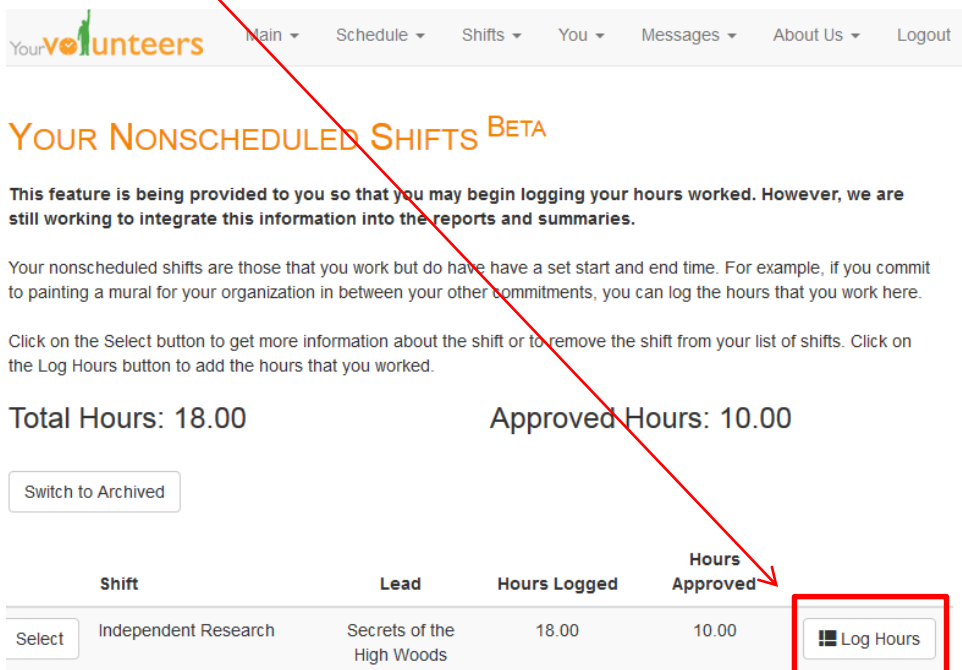 Your volunteers Main Schedule Shifts You Messages About Us Logout
YOUR NONSCHEDULED SHIFTS BETA
This feature is being provided to you so that you may begin logging your hours worked. However, we are
still working to integrate this information into the reports and summaries.
Your nonscheduled shifts are those that you work but do have have a set start and end time. For example, if you commit
to painting a mural for your organization in between your other commitments, you can log the hours that you work here.
Click on the Select button to get more information about the shift or to remove the shift from your list of shifts. Click on
the Log Hours button to add the hours that you worked.
Total Hours: 18.00 Approved Hours: 10.00
Switch to Archived
Shift Lead Hours Logged Hours
Approved
Select Independent Research Secrets of the 18.00 10.00 Log Hours
High Woods